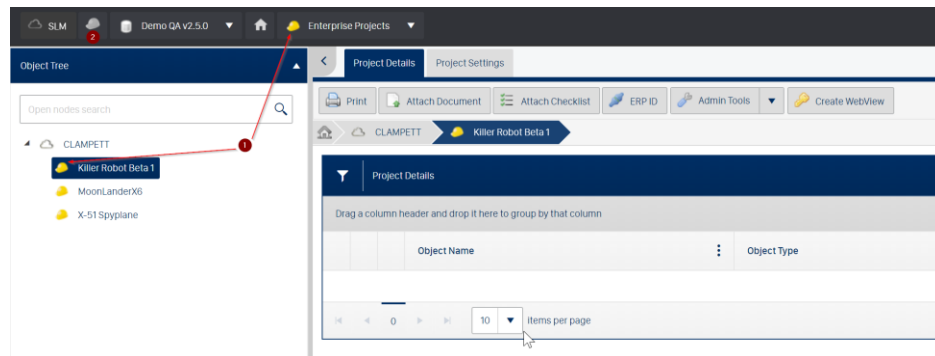 SLM
2
Demo QA v2.5.0
Enterprise Projects
Object Tree
Project Details
Project Settings
Open nodes search
Print
Attach Document
Attach Checklist
ERP ID
Admin Tools
Create WebView
CLAMPETT
Killer Robot Beta 1
CLAMPETT
1
Killer Robot Beta 1
MoonLanderX6
X-51 Spyplane
Project Details
Drag a column header and drop it here to group by that column
Object Name
Object Type
0
10
items per page